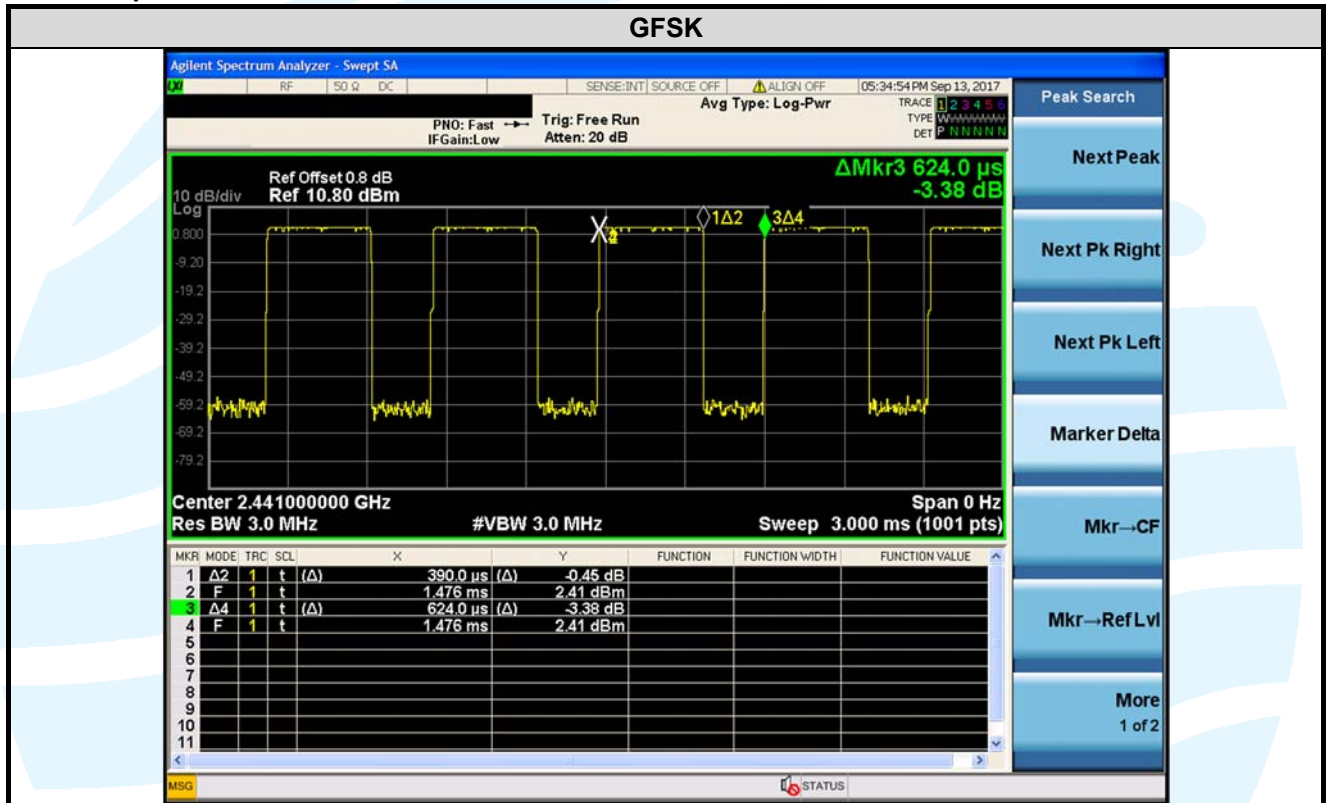 GFSK
Agilent Spectrum Analyzer - Swept SA
LXI RF 50 Ω DC SENSE:INT SOURCE OFF ALIGN OFF 05:34:54 PM Sep 13, 2017
Avg Type: Log-Pwr
TRACE 1 2 3 4 5 6
TYPE WWWWWWW
DET P N N N N N
PNO: Fast
IFGain:Low
Trig: Free Run
Atten: 20 dB
ΔMkr3 624.0 µs
-3.38 dB
Ref Offset 0.8 dB
10 dB/div Ref 10.80 dBm
Log
1Δ2 3Δ4
0.800
-9.20
-19.2
-29.2
-39.2
-49.2
-59.2
-69.2
-79.2
Center 2.441000000 GHz Span 0 Hz
Res BW 3.0 MHz #VBW 3.0 MHz Sweep 3.000 ms (1001 pts)
MKR MODE TRC SCL X Y FUNCTION FUNCTION WIDTH FUNCTION VALUE
1 Δ2 1 t (Δ) 390.0 µs (Δ) -0.45 dB
2 F 1 t 1.476 ms 2.41 dBm
3 Δ4 1 t (Δ) 624.0 µs (Δ) -3.38 dB
4 F 1 t 1.476 ms 2.41 dBm
5
6
7
8
9
10
11
MSG STATUS
Peak Search
Next Peak
Next Pk Right
Next Pk Left
Marker Delta
Mkr→CF
Mkr→Ref Lvl
More
1 of 2